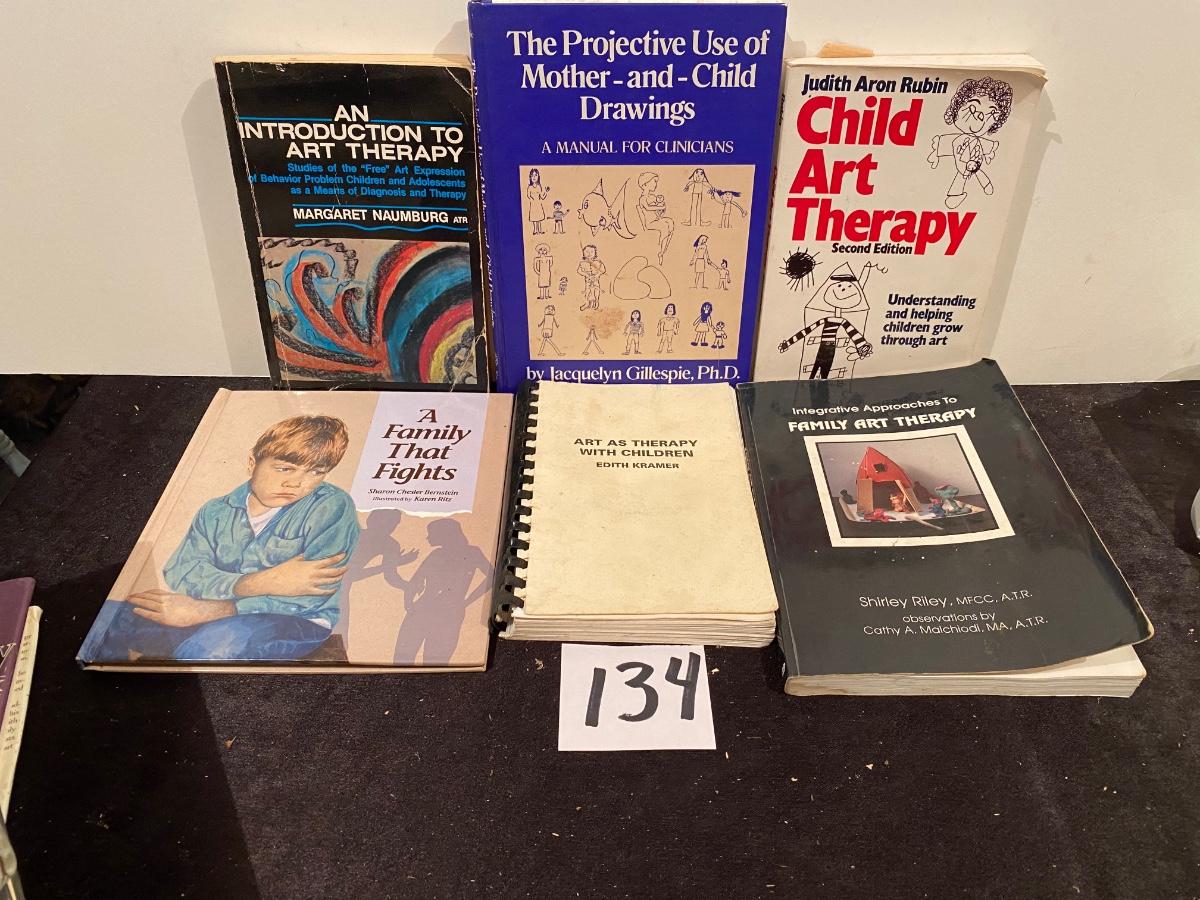 AN
INTRODUCTION TO
ART THERAPY
Studies of the "Free" Art Expression
of Behavior Problem Children and Adolescents
as a Means of Diagnosis and Therapy
MARGARET NAUMBURG ATR
The Projective Use of
Mother-and-Child
Drawings
A MANUAL FOR CLINICIANS
by Jacquelyn Gillespie, Ph.D.
Judith Aron Rubin
Child
Art
Therapy
Second Edition
Understanding
and helping
children grow
through art
A
Family
That
Fights
Sharon Chesler Bernstein
Illustrated by Karen Ritz
ART AS THERAPY
WITH CHILDREN
EDITH KRAMER
Integrative Approaches To
FAMILY ART THERAPY
Shirley Riley, MFCC, A.T.R.
observations by
Cathy A. Malchiodi, MA, A.T.R.
134